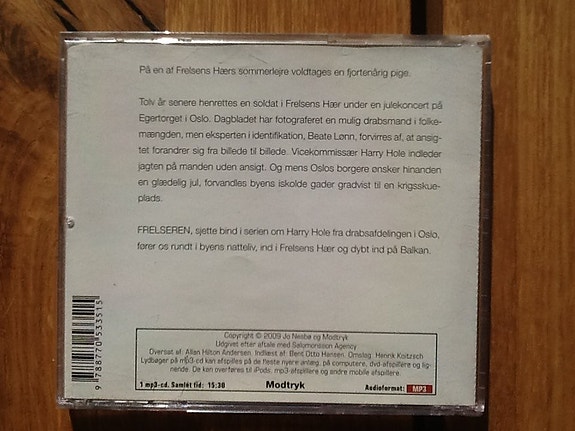 På en af Frelsens Hærs sommerlejre voldtages en fjortenårig pige.
Tolv år senere henrettes en soldat i Frelsens Hær under en julekoncert på
Egertorget i Oslo. Dagbladet har fotograferet en mulig drabsmand i folke-
mængden, men eksperten i identifikation, Beate Lønn, forvirres af, at ansig-
tet forandrer sig fra billede til billede. Vicekommissær Harry Hole indleder
jagten på manden uden ansigt. Og mens Oslos borgere ønsker hinanden
en glædelig jul, forvandles byens iskolde gader gradvist til en krigsskue-
plads.
FRELSEREN, sjette bind i serien om Harry Hole fra drabsafdelingen i Oslo,
fører os rundt i byens natteliv, ind i Frelsens Hær og dybt ind på Balkan.
9 788770 533515
Copyright © 2009 Jo Nesbø og Modtryk
Udgivet efter aftale med Salomonsson Agency
Oversat af: Allan Hilton Andersen. Indlæst af: Bent Otto Hansen. Omslag: Henrik Koitzsch
Lydbøger på mp3-cd kan afspilles på de fleste nyere anlæg, på computere, dvd afspillere og lig-
nende. De kan overføres til iPods, mp3-afspillere og andre mobile afspillere.
1 mp3-cd. Samlet tid: 15:30 Modtryk Audioformat: MP3